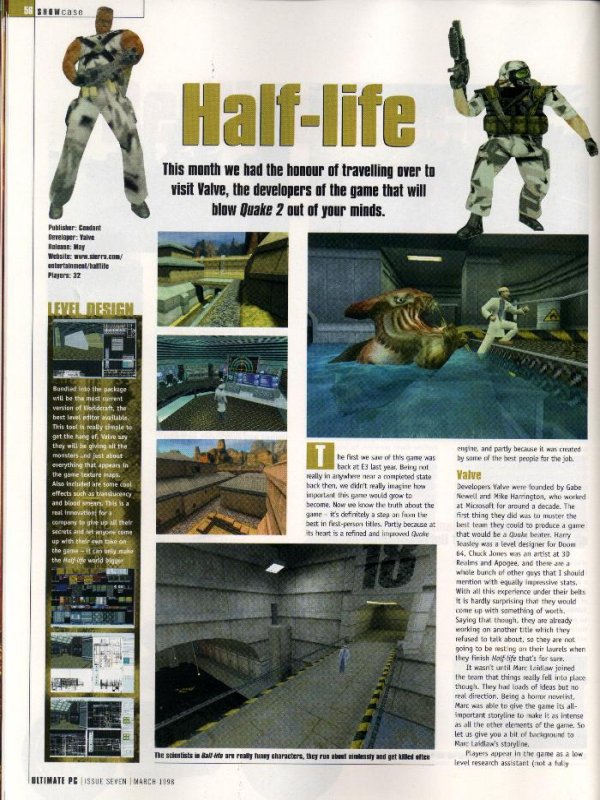 56 SHOWcase
Half-life
This month we had the honour of travelling over to
visit Valve, the developers of the game that will
blow Quake 2 out of your minds.
Publisher: Cendant
Developer: Valve
Release: May
Website: www.sierra.com/
entertainment/halflife
Players: 32
LEVEL DESIGN
Bundled into the package
will be the most current
version of Worldcraft, the
best level editor available.
This tool is really simple to
get the hang of. Valve say
they will be giving all the
monsters and just about
everything that appears in
the game texture maps.
Also included are some cool
effects such as translucency
and blood smears. This is a
real innovation; for a
company to give up all their
secrets and let anyone come
up with their own take on
the game – it can only make
the Half-life world bigger
The first we saw of this game was
back at E3 last year. Being not
really in anywhere near a completed state
back then, we didn't really imagine how
important this game would grow to
become. Now we know the truth about the
game – it's definitely a step on from the
best in first-person titles. Partly because at
its heart is a refined and improved Quake
engine, and partly because it was created
by some of the best people for the job.
Valve
Developers Valve were founded by Gabe
Newell and Mike Harrington, who worked
at Microsoft for around a decade. The
first thing they did was to muster the
best team they could to produce a game
that would be a Quake beater. Harry
Teasley was a level designer for Doom
64, Chuck Jones was an artist at 3D
Realms and Apogee, and there are a
whole bunch of other guys that I should
mention with equally impressive stats.
With all this experience under their belts
it is hardly surprising that they would
come up with something of worth.
Saying that though, they are already
working on another title which they
refused to talk about, so they are not
going to be resting on their laurels when
they finish Half-life that's for sure.
It wasn't until Marc Laidlaw joined
the team that things really fell into place
though. They had loads of ideas but no
real direction. Being a horror novelist,
Marc was able to give the game its all-
important storyline to make it as intense
as all the other elements of the game. So
let us give you a bit of background to
Marc Laidlaw's storyline.
Players appear in the game as a low
level research assistant (not a fully
10
The scientists in Half-life are really funny characters, they run about aimlessly and get killed often
ULTIMATE PC | ISSUE SEVEN | MARCH 1998